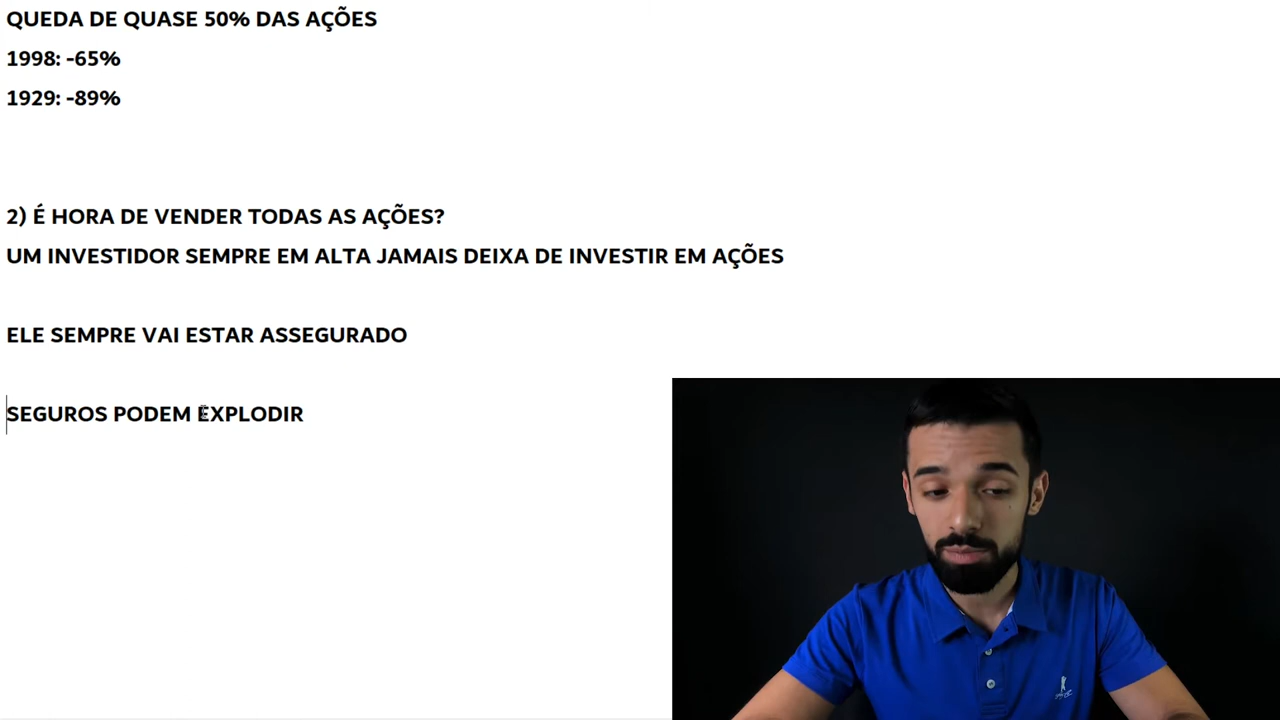 QUEDA DE QUASE 50% DAS AÇÕES
1998: -65%
1929: -89%
2) É HORA DE VENDER TODAS AS AÇÕES?
UM INVESTIDOR SEMPRE EM ALTA JAMAIS DEIXA DE INVESTIR EM AÇÕES
ELE SEMPRE VAI ESTAR ASSEGURADO
SEGUROS PODEM EXPLODIR